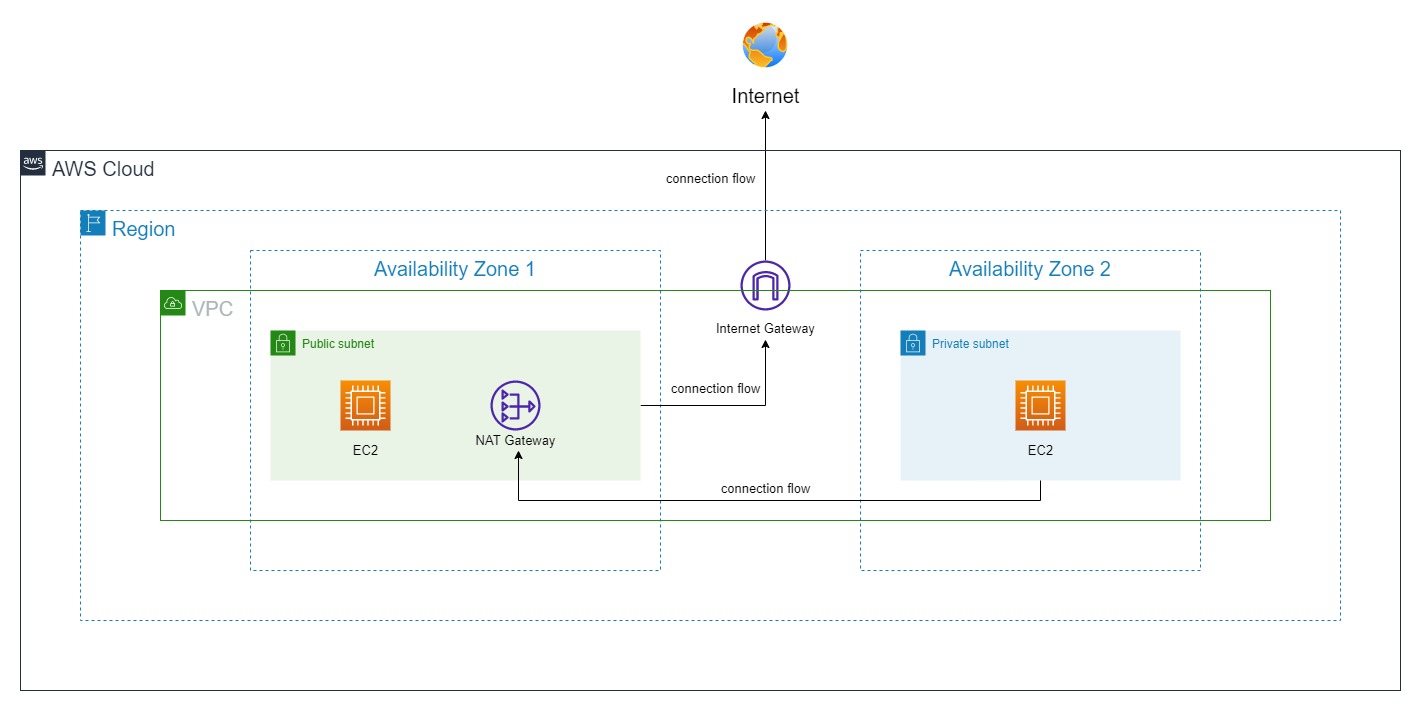 Internet
aws
AWS Cloud
connection flow
Region
Availability Zone 1
Availability Zone 2
VPC
Internet Gateway
Public subnet
Private subnet
connection flow
NAT Gateway
EC2
EC2
connection flow